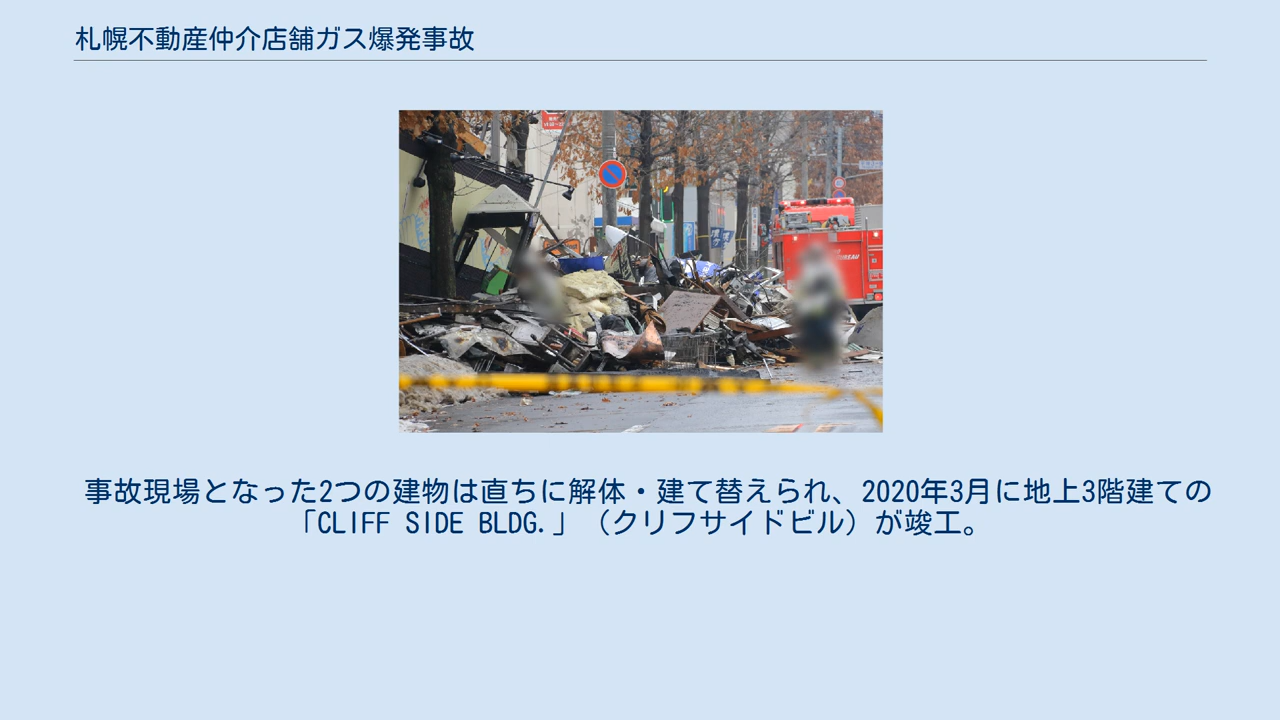 札幌不動産仲介店舗ガス爆発事故
BUREAU
事故現場となった2つの建物は直ちに解体・建て替えられ、2020年3月に地上3階建ての
「CLIFF SIDE BLDG.」（クリフサイドビル）が竣工。